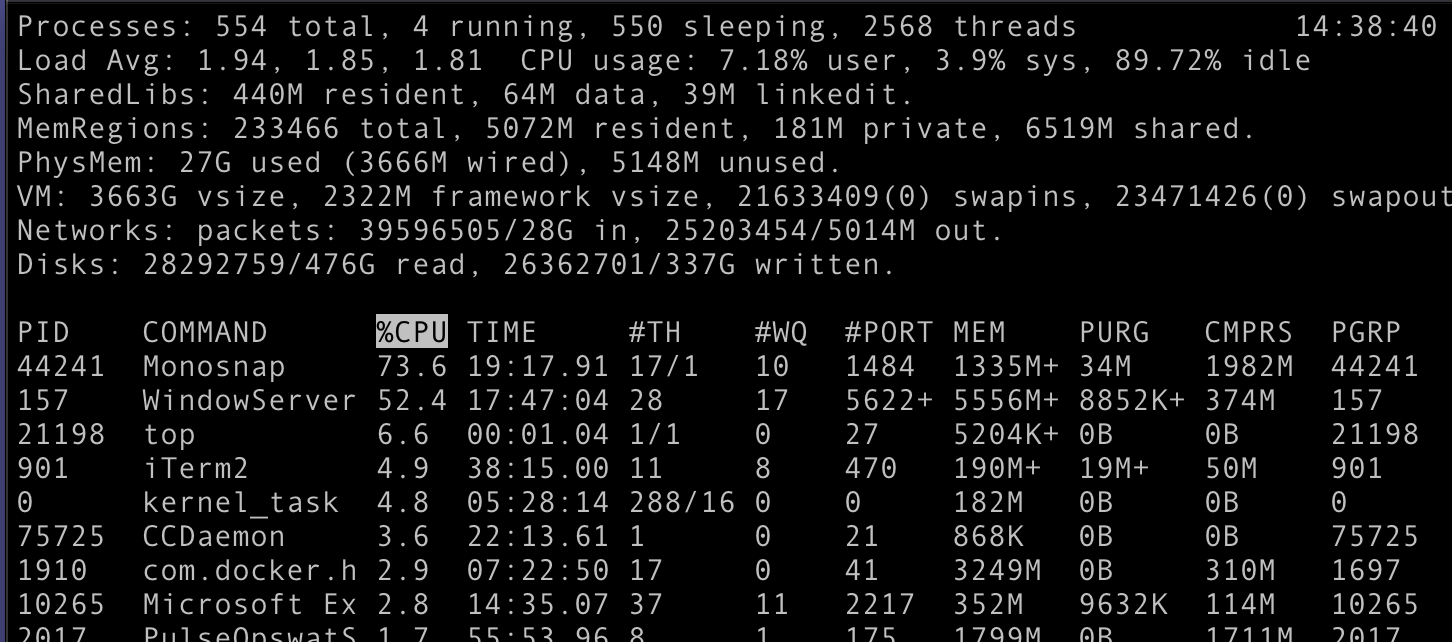 Processes: 554 total, 4 running, 550 sleeping, 2568 threads 14:38:40
Load Avg: 1.94, 1.85, 1.81 CPU usage: 7.18% user, 3.9% sys, 89.72% idle
SharedLibs: 440M resident, 64M data, 39M linkedit.
MemRegions: 233466 total, 5072M resident, 181M private, 6519M shared.
PhysMem: 27G used (3666M wired), 5148M unused.
VM: 3663G vsize, 2322M framework vsize, 21633409(0) swapins, 23471426(0) swapout
Networks: packets: 39596505/28G in, 25203454/5014M out.
Disks: 28292759/476G read, 26362701/337G written.
PID COMMAND %CPU TIME #TH #WQ #PORT MEM PURG CMPRS PGRP
44241 Monosnap 73.6 19:17.91 17/1 10 1484 1335M+ 34M 1982M 44241
157 WindowServer 52.4 17:47:04 28 17 5622+ 5556M+ 8852K+ 374M 157
21198 top 6.6 00:01.04 1/1 0 27 5204K+ 0B 0B 21198
901 iTerm2 4.9 38:15.00 11 8 470 190M+ 19M+ 50M 901
0 kernel_task 4.8 05:28:14 288/16 0 0 182M 0B 0B 0
75725 CCDaemon 3.6 22:13.61 1 0 21 868K 0B 0B 75725
1910 com.docker.h 2.9 07:22:50 17 0 41 3249M 0B 310M 1697
10265 Microsoft Ex 2.8 14:35.07 37 11 2217 352M 9632K 114M 10265
2017 PulseOpswatS 1.7 55:53.96 8 1 175 1799M 0B 1711M 2017